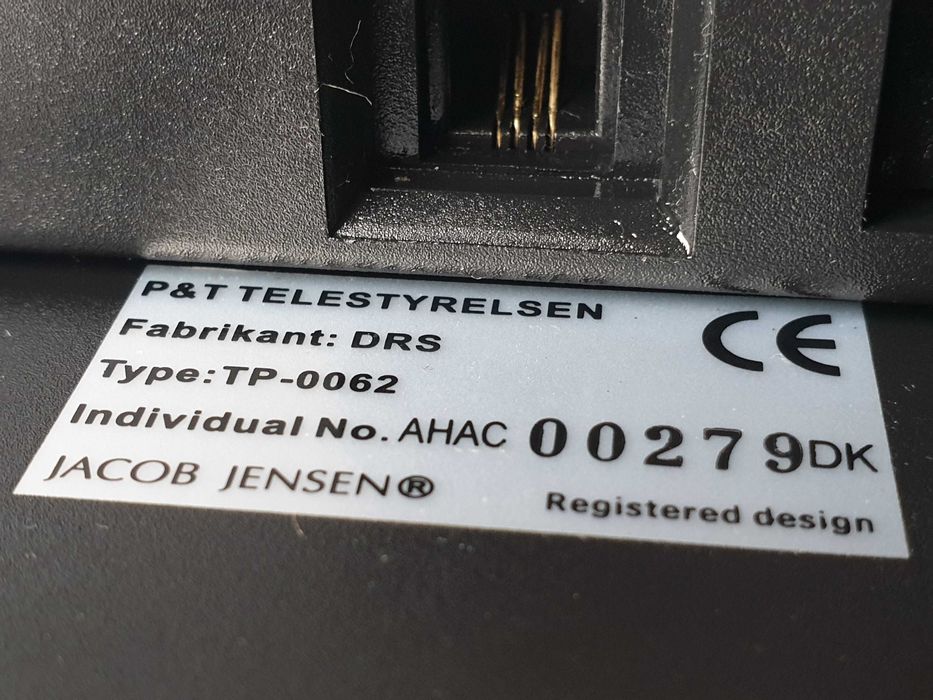 P&T TELESTYRELSEN
CE
Fabrikant: DRS
Type:TP-0062
Individual No. AHAC 00279DK
JACOB JENSEN®
Registered design